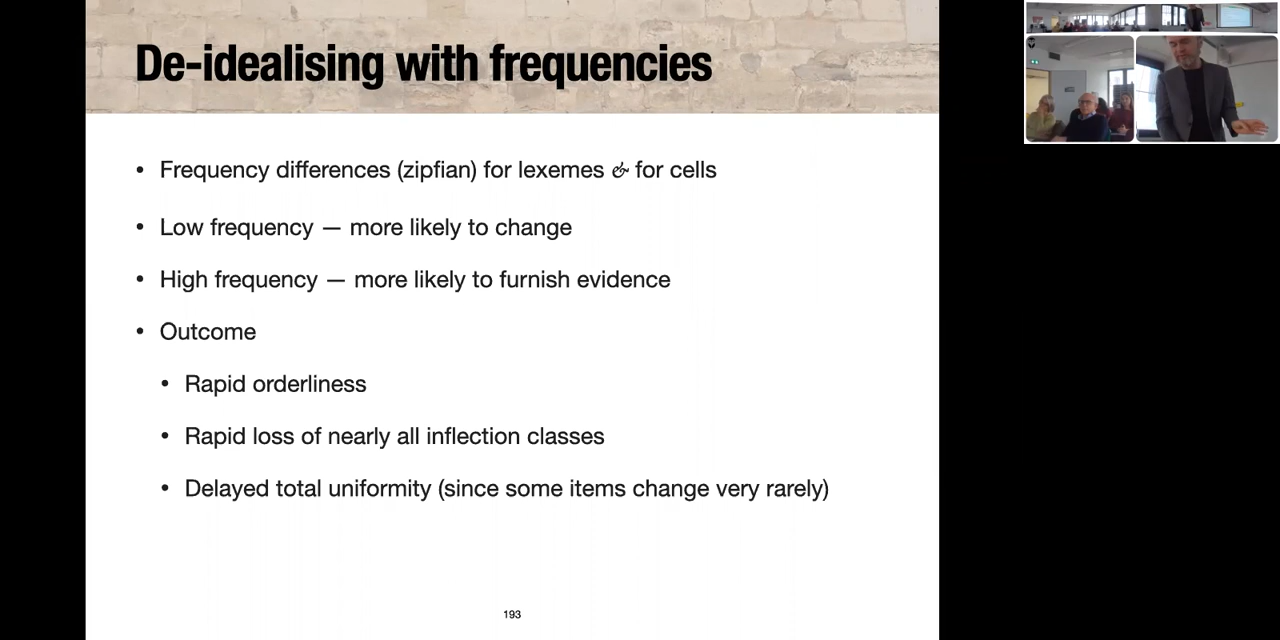 De-idealising with frequencies
• Frequency differences (zipfian) for lexemes & for cells
• Low frequency — more likely to change
• High frequency — more likely to furnish evidence
• Outcome
• Rapid orderliness
• Rapid loss of nearly all inflection classes
• Delayed total uniformity (since some items change very rarely)
193